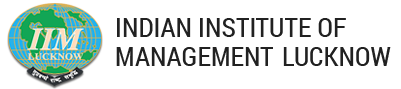 INDIAN INSTITUTE OF
MANAGEMENT LUCKNOW
IIM
LUCKNOW